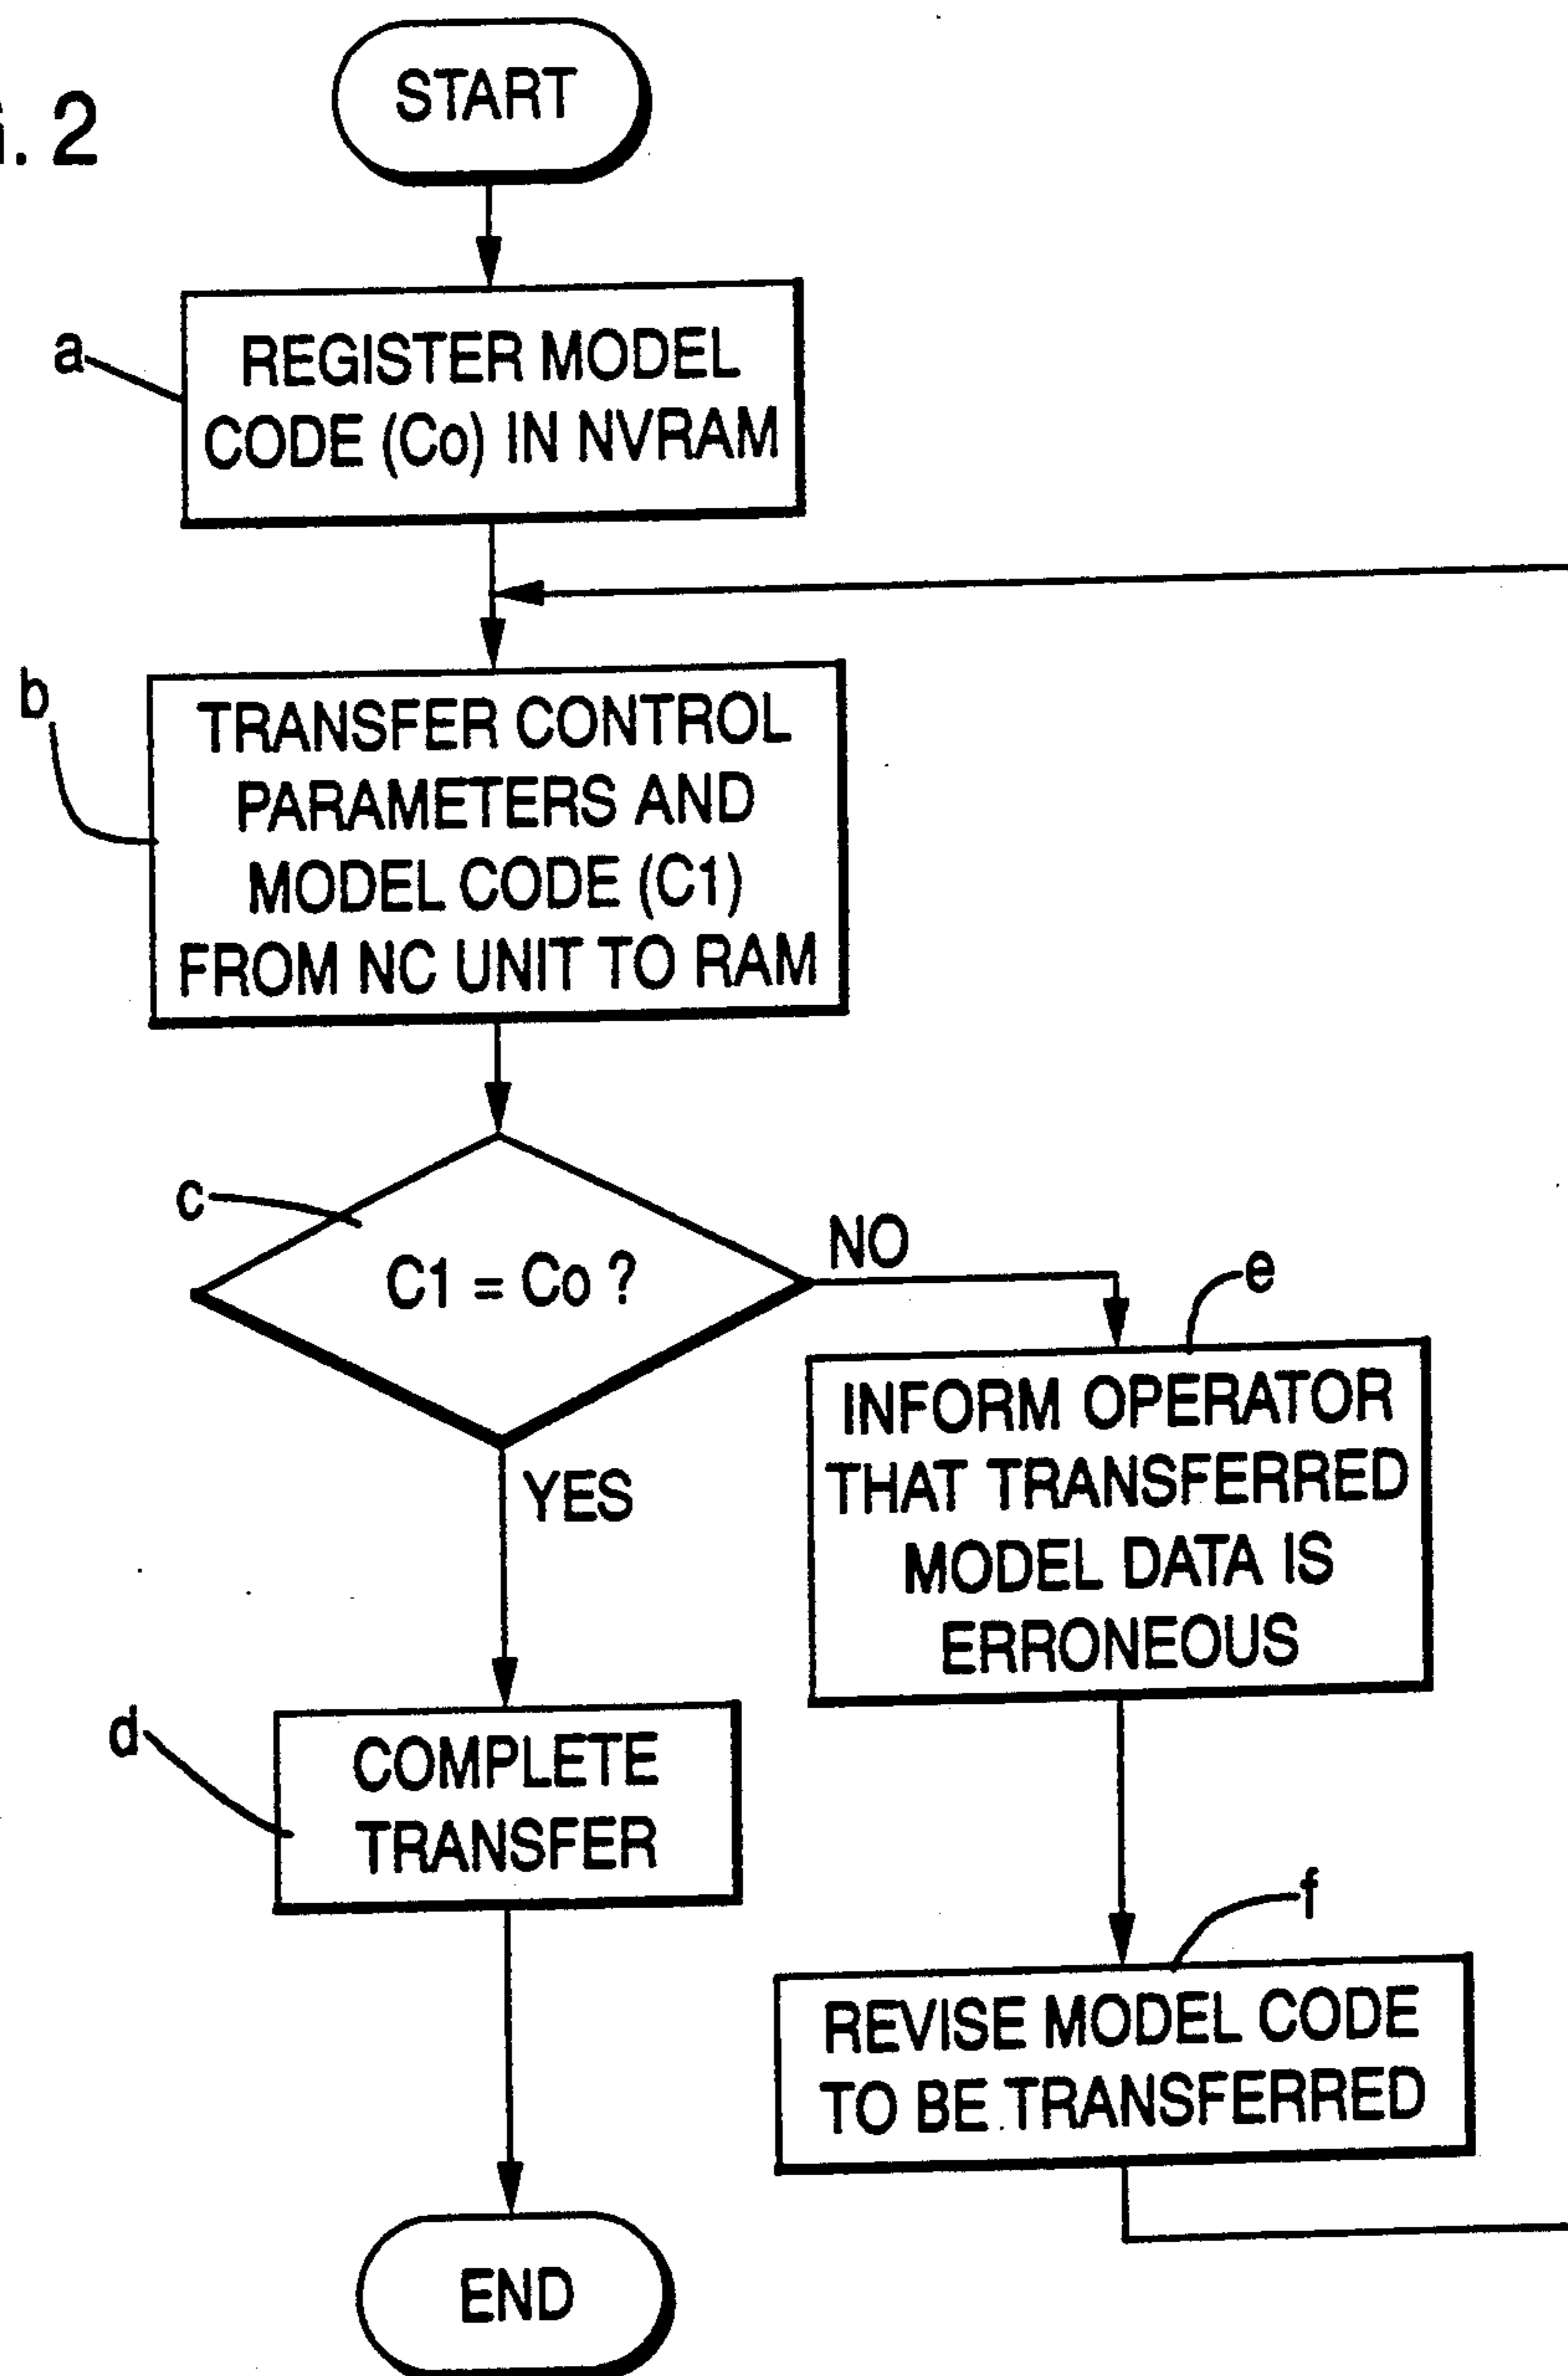 . 2
START
a
REGISTER MODEL
CODE (Co) IN NVRAM
b
TRANSFER CONTROL
PARAMETERS AND
MODEL CODE (C1)
FROM NC UNIT TO RAM
c
C1 = Co ?
NO
YES
e
INFORM OPERATOR
THAT TRANSFERRED
MODEL DATA IS
ERRONEOUS
d
COMPLETE
TRANSFER
f
REVISE MODEL CODE
TO BE TRANSFERRED
END